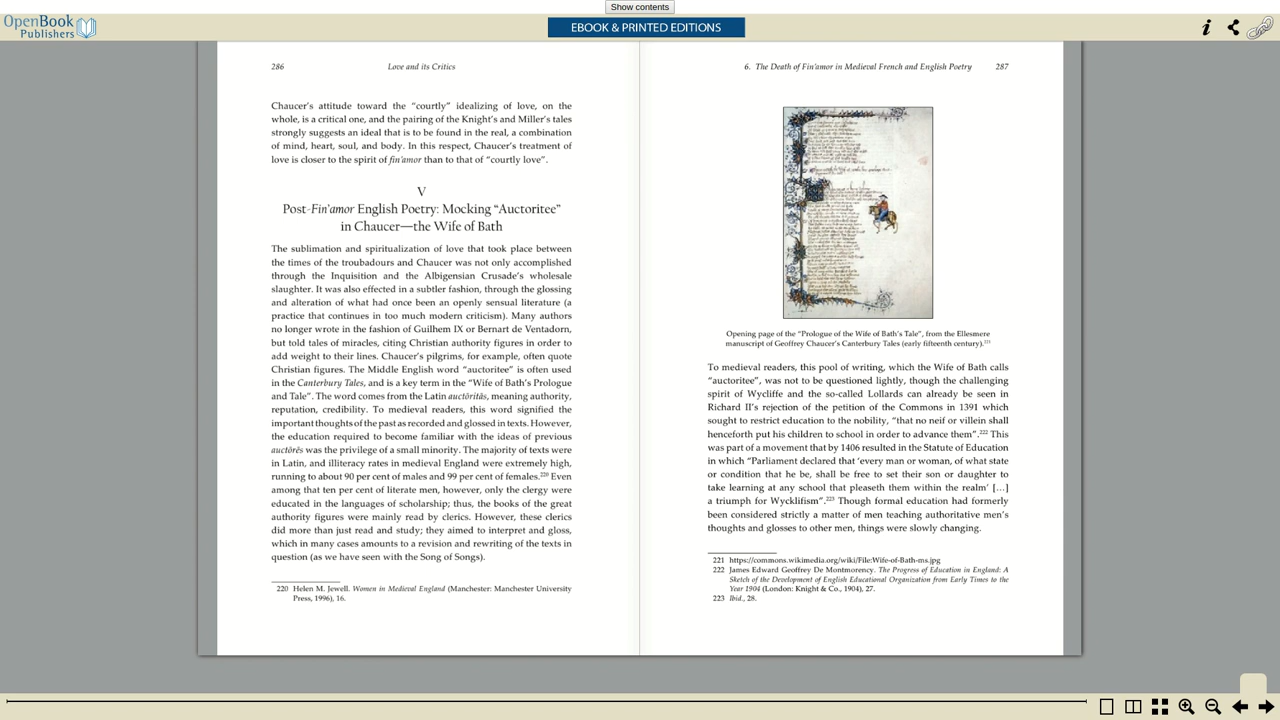 Show contents
OpenBook
Publishers
EBOOK & PRINTED EDITIONS
286
Love and its Critics
Chaucer's attitude toward the "courtly" idealizing of love, on the
whole, is a critical one, and the pairing of the Knight's and Miller's tales
strongly suggests an ideal that is to be found in the real, a combination
of mind, heart, soul, and body. In this respect, Chaucer's treatment of
love is closer to the spirit of fin'amor than to that of "courtly love".
V
Post-Fin'amor English Poetry: Mocking "Auctoritee"
in Chaucer—the Wife of Bath
The sublimation and spiritualization of love that took place between
the times of the troubadours and Chaucer was not only accomplished
through the Inquisition and the Albigensian Crusade's wholesale
slaughter. It was also effected in a subtler fashion, through the glossing
and alteration of what had once been an openly sensual literature (a
practice that continues in too much modern criticism). Many authors
no longer wrote in the fashion of Guilhem IX or Bernart de Ventadorn,
but told tales of miracles, citing Christian authority figures in order to
add weight to their lines. Chaucer's pilgrims, for example, often quote
Christian figures. The Middle English word "auctoritee" is often used
in the Canterbury Tales, and is a key term in the "Wife of Bath's Prologue
and Tale". The word comes from the Latin auctōritās, meaning authority,
reputation, credibility. To medieval readers, this word signified the
important thoughts of the past as recorded and glossed in texts. However,
the education required to become familiar with the ideas of previous
auctōrēs was the privilege of a small minority. The majority of texts were
in Latin, and illiteracy rates in medieval England were extremely high,
running to about 90 per cent of males and 99 per cent of females.220 Even
among that ten per cent of literate men, however, only the clergy were
educated in the languages of scholarship; thus, the books of the great
authority figures were mainly read by clerics. However, these clerics
did more than just read and study; they aimed to interpret and gloss,
which in many cases amounts to a revision and rewriting of the texts in
question (as we have seen with the Song of Songs).
220 Helen M. Jewell. Women in Medieval England (Manchester: Manchester University
Press, 1996), 16.
6. The Death of Fin'amor in Medieval French and English Poetry
287
Opening page of the "Prologue of the Wife of Bath's Tale", from the Ellesmere
manuscript of Geoffrey Chaucer's Canterbury Tales (early fifteenth century).221
To medieval readers, this pool of writing, which the Wife of Bath calls
"auctoritee", was not to be questioned lightly, though the challenging
spirit of Wycliffe and the so-called Lollards can already be seen in
Richard II's rejection of the petition of the Commons in 1391 which
sought to restrict education to the nobility, "that no neif or villein shall
henceforth put his children to school in order to advance them".222 This
was part of a movement that by 1406 resulted in the Statute of Education
in which "Parliament declared that 'every man or woman, of what state
or condition that he be, shall be free to set their son or daughter to
take learning at any school that pleaseth them within the realm' [...]
a triumph for Wycklifism".223 Though formal education had formerly
been considered strictly a matter of men teaching authoritative men's
thoughts and glosses to other men, things were slowly changing.
221 https://commons.wikimedia.org/wiki/File:Wife-of-Bath-ms.jpg
222 James Edward Geoffrey De Montmorency. The Progress of Education in England: A
Sketch of the Development of English Educational Organization from Early Times to the
Year 1904 (London: Knight & Co., 1904), 27.
223 Ibid., 28.